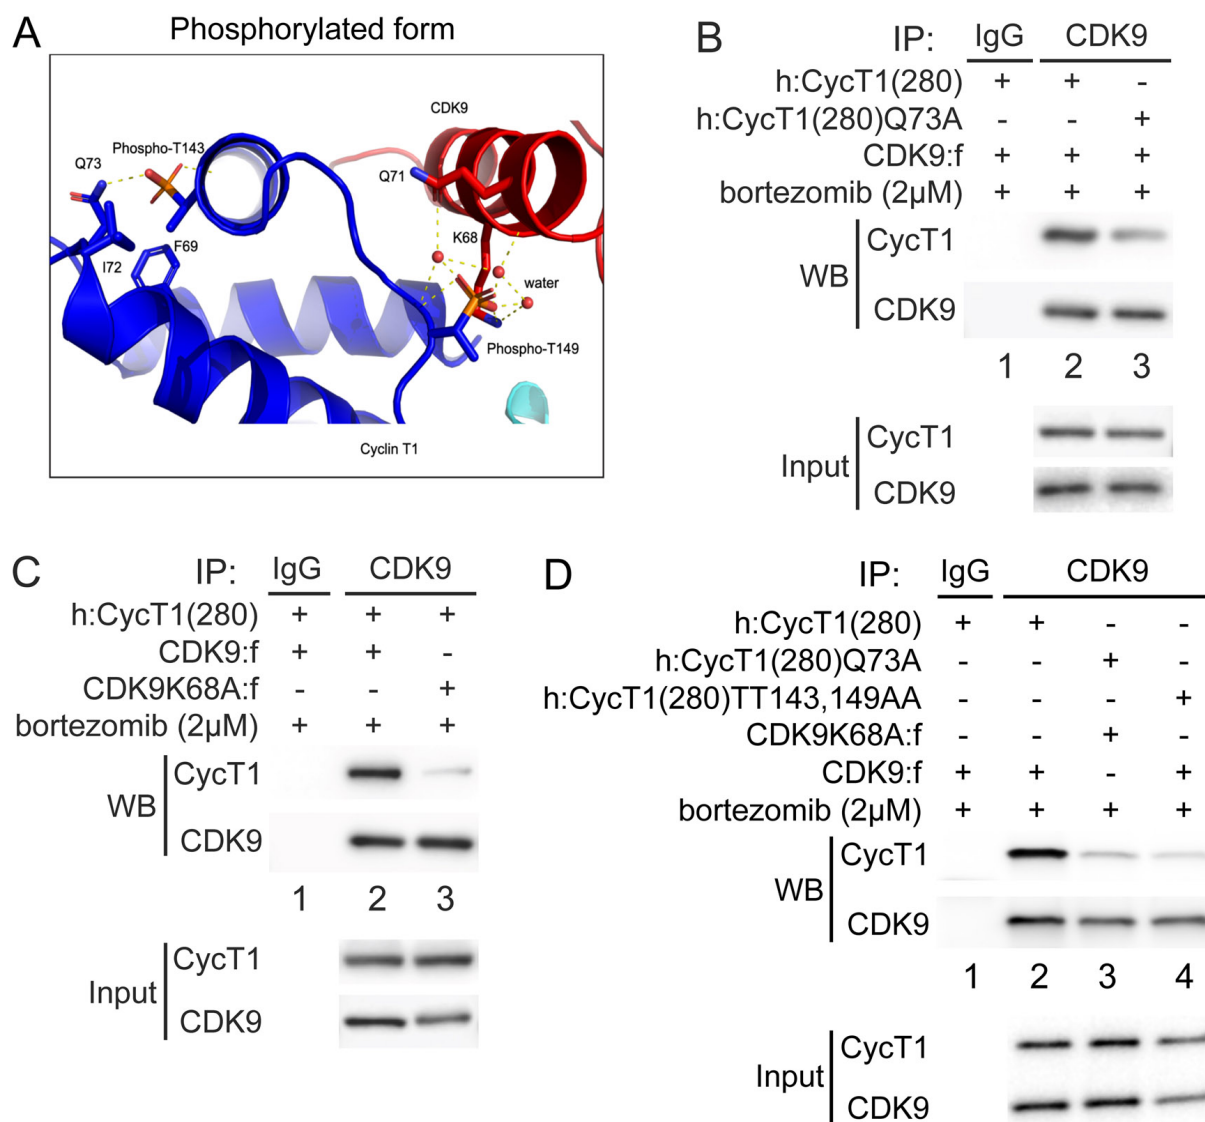 A Phosphorylated form
CDK9
Phospho-T143
Q73
Q71
F69
K68
I72
water
Phospho-T149
Cyclin T1
B IP: IgG CDK9
h:CycT1(280) + + -
h:CycT1(280)Q73A - - +
CDK9:f + + +
bortezomib (2µM) + + +
CycT1
WB
CDK9
1 2 3
CycT1
Input
CDK9
C IP: IgG CDK9
h:CycT1(280) + + +
CDK9:f + + -
CDK9K68A:f - - +
bortezomib (2µM) + + +
CycT1
WB
CDK9
1 2 3
CycT1
Input
CDK9
D IP: IgG CDK9
h:CycT1(280) + + - -
h:CycT1(280)Q73A - - + -
h:CycT1(280)TT143,149AA - - - +
CDK9K68A:f - - + -
CDK9:f + + - +
bortezomib (2µM) + + + +
CycT1
WB
CDK9
1 2 3 4
CycT1
Input
CDK9